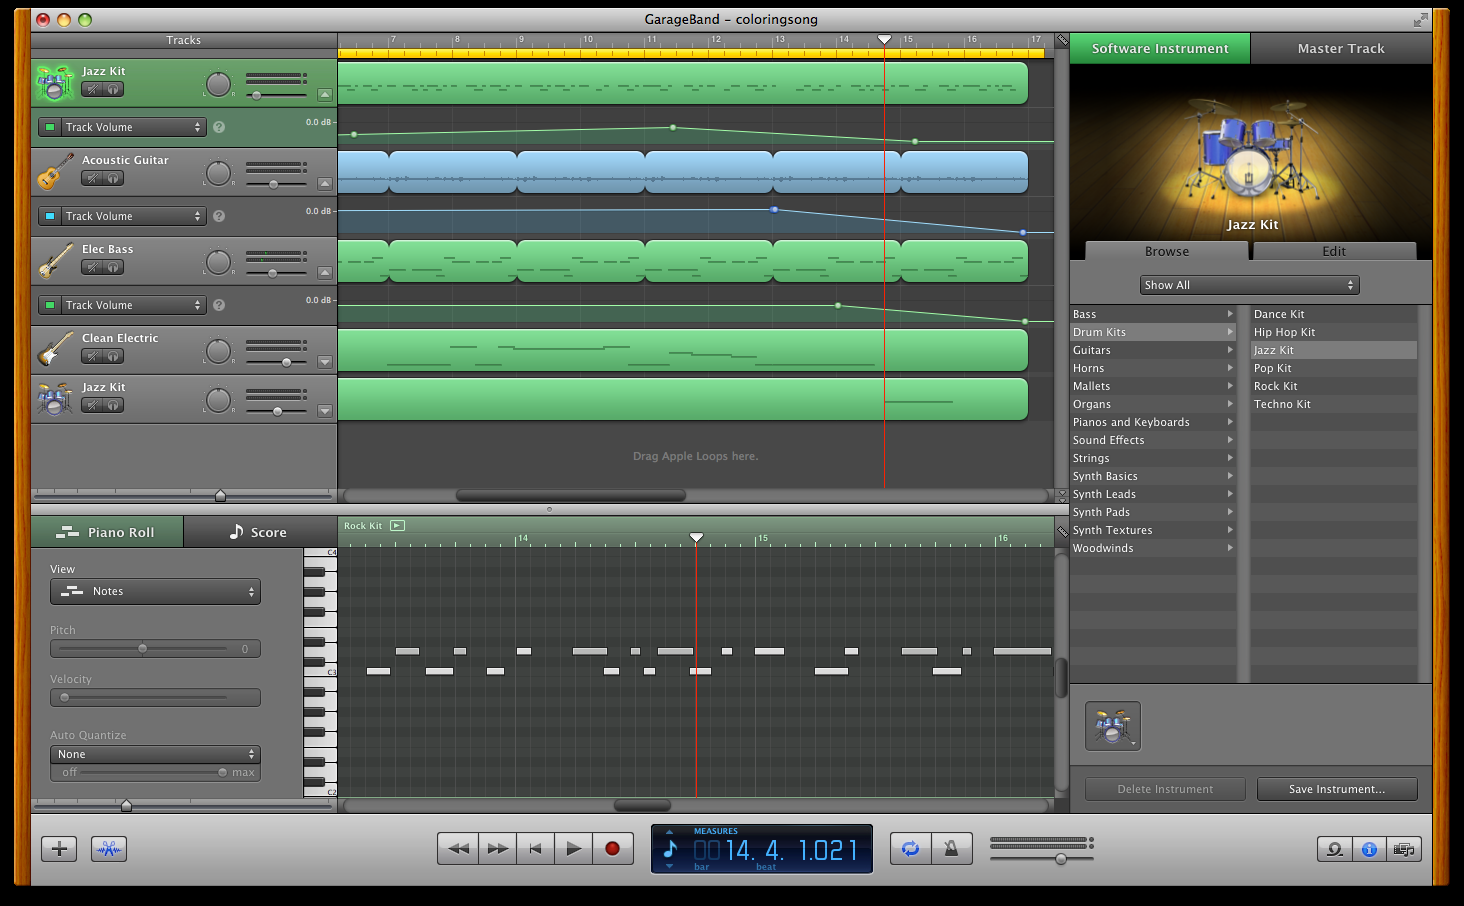 GarageBand – coloringsong
Tracks
7 8 9 10 11 12 13 14 15 16 17
Jazz Kit
L R
Track Volume ? 0.0 dB
Acoustic Guitar
L R
Track Volume ? 0.0 dB
Elec Bass
L R
Track Volume ? 0.0 dB
Clean Electric
L R
Jazz Kit
L R
Drag Apple Loops here.
Software Instrument
Master Track
Jazz Kit
Browse
Edit
Show All
Bass
Drum Kits
Guitars
Horns
Mallets
Organs
Pianos and Keyboards
Sound Effects
Strings
Synth Basics
Synth Leads
Synth Pads
Synth Textures
Woodwinds
Dance Kit
Hip Hop Kit
Jazz Kit
Pop Kit
Rock Kit
Techno Kit
Delete Instrument
Save Instrument...
Piano Roll
Score
Rock Kit
14 15 16
View
Notes
Pitch
0
Velocity
Auto Quantize
None
off max
C4
C3
C2
MEASURES
0014. 4. 1.021
bar beat